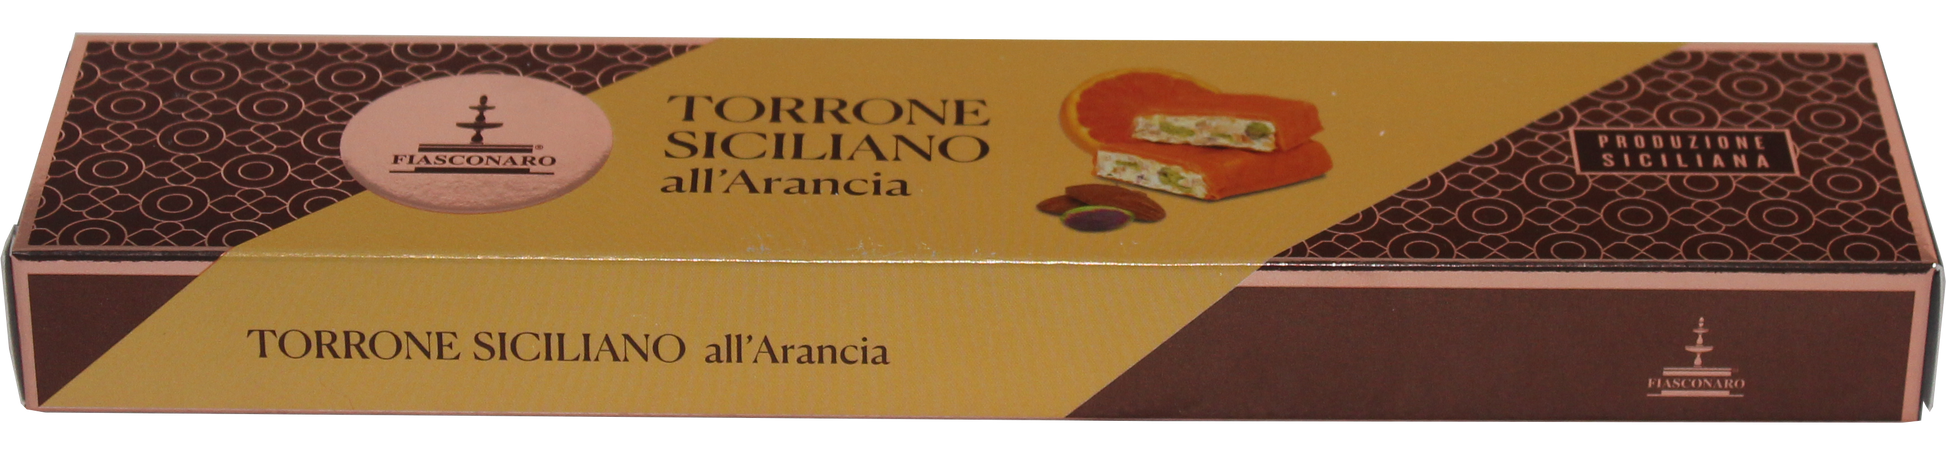 FIASCONARO®
TORRONE
SICILIANO
all'Arancia
PRODUZIONE
SICILIANA
TORRONE SICILIANO all'Arancia
FIASCONARO